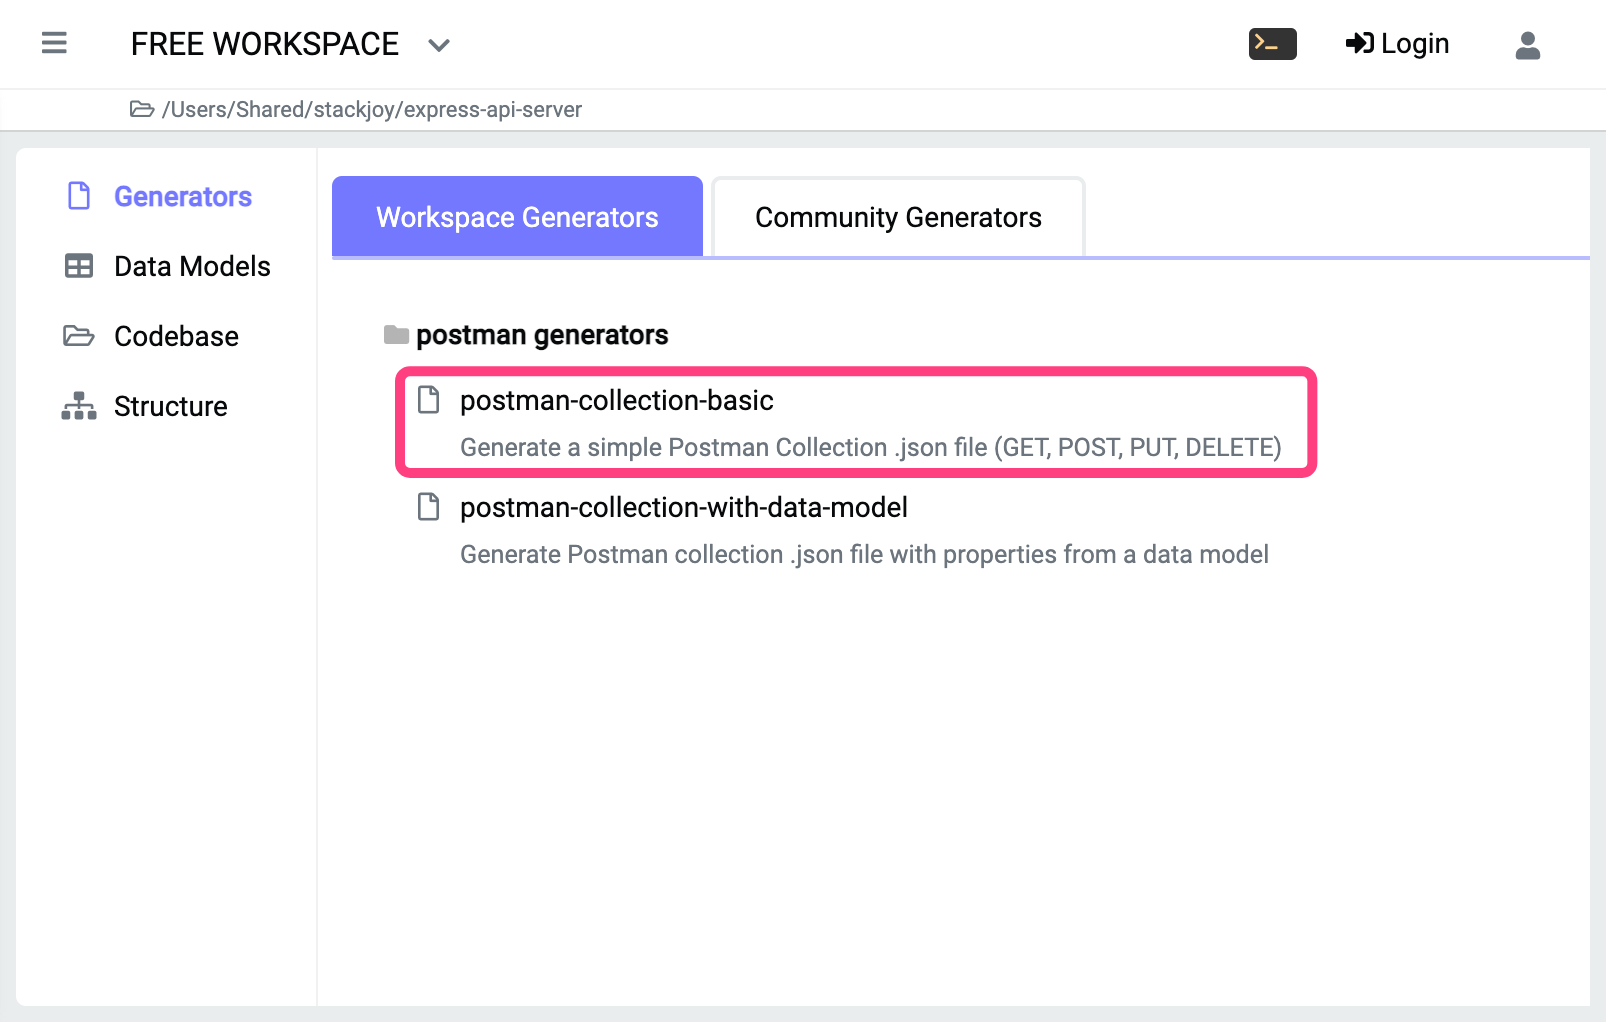 FREE WORKSPACE
Login
/Users/Shared/stackjoy/express-api-server
Generators
Data Models
Codebase
Structure
Workspace Generators
Community Generators
postman generators
postman-collection-basic
Generate a simple Postman Collection .json file (GET, POST, PUT, DELETE)
postman-collection-with-data-model
Generate Postman collection .json file with properties from a data model